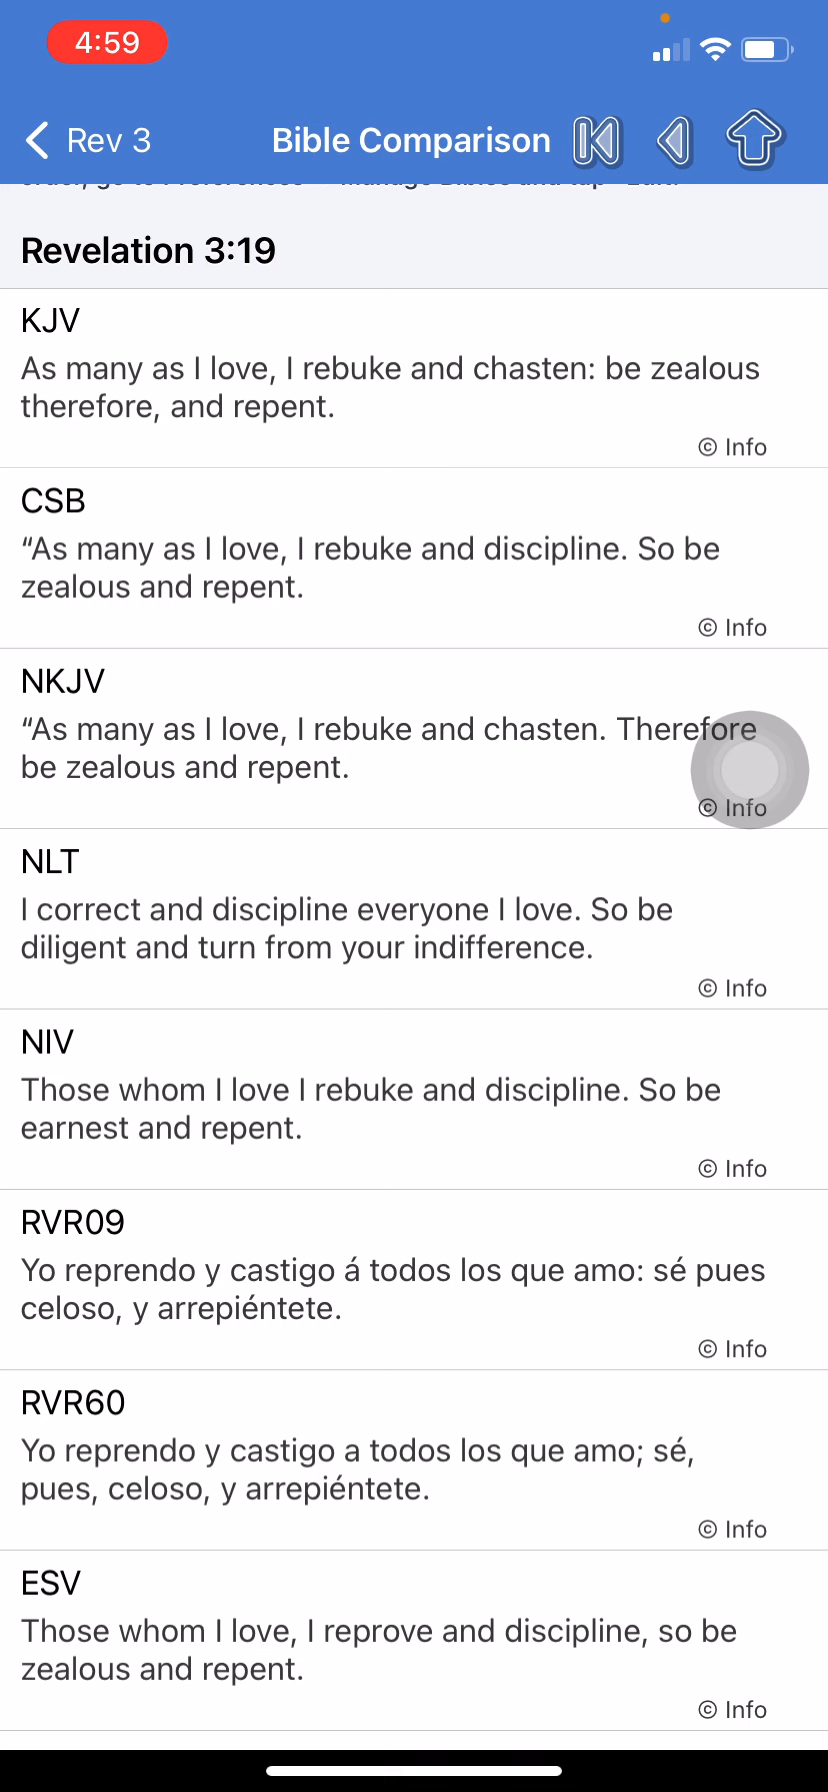 4:59
Rev 3
Bible Comparison
Revelation 3:19
KJV
As many as I love, I rebuke and chasten: be zealous
therefore, and repent.
© Info
CSB
“As many as I love, I rebuke and discipline. So be
zealous and repent.
© Info
NKJV
“As many as I love, I rebuke and chasten. Therefore
be zealous and repent.
© Info
NLT
I correct and discipline everyone I love. So be
diligent and turn from your indifference.
© Info
NIV
Those whom I love I rebuke and discipline. So be
earnest and repent.
© Info
RVR09
Yo reprendo y castigo á todos los que amo: sé pues
celoso, y arrepiéntete.
© Info
RVR60
Yo reprendo y castigo a todos los que amo; sé,
pues, celoso, y arrepiéntete.
© Info
ESV
Those whom I love, I reprove and discipline, so be
zealous and repent.
© Info